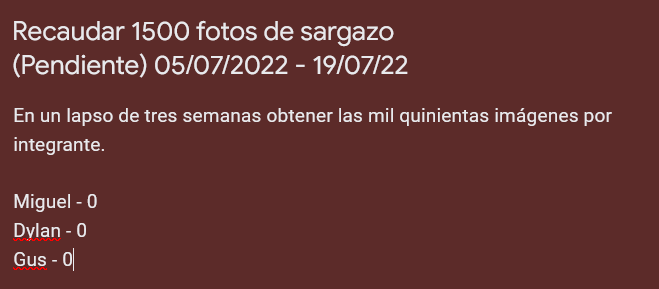 Recaudar 1500 fotos de sargazo
(Pendiente) 05/07/2022 - 19/07/22
En un lapso de tres semanas obtener las mil quinientas imágenes por
integrante.
Miguel - 0
Dylan - 0
Gus - 0